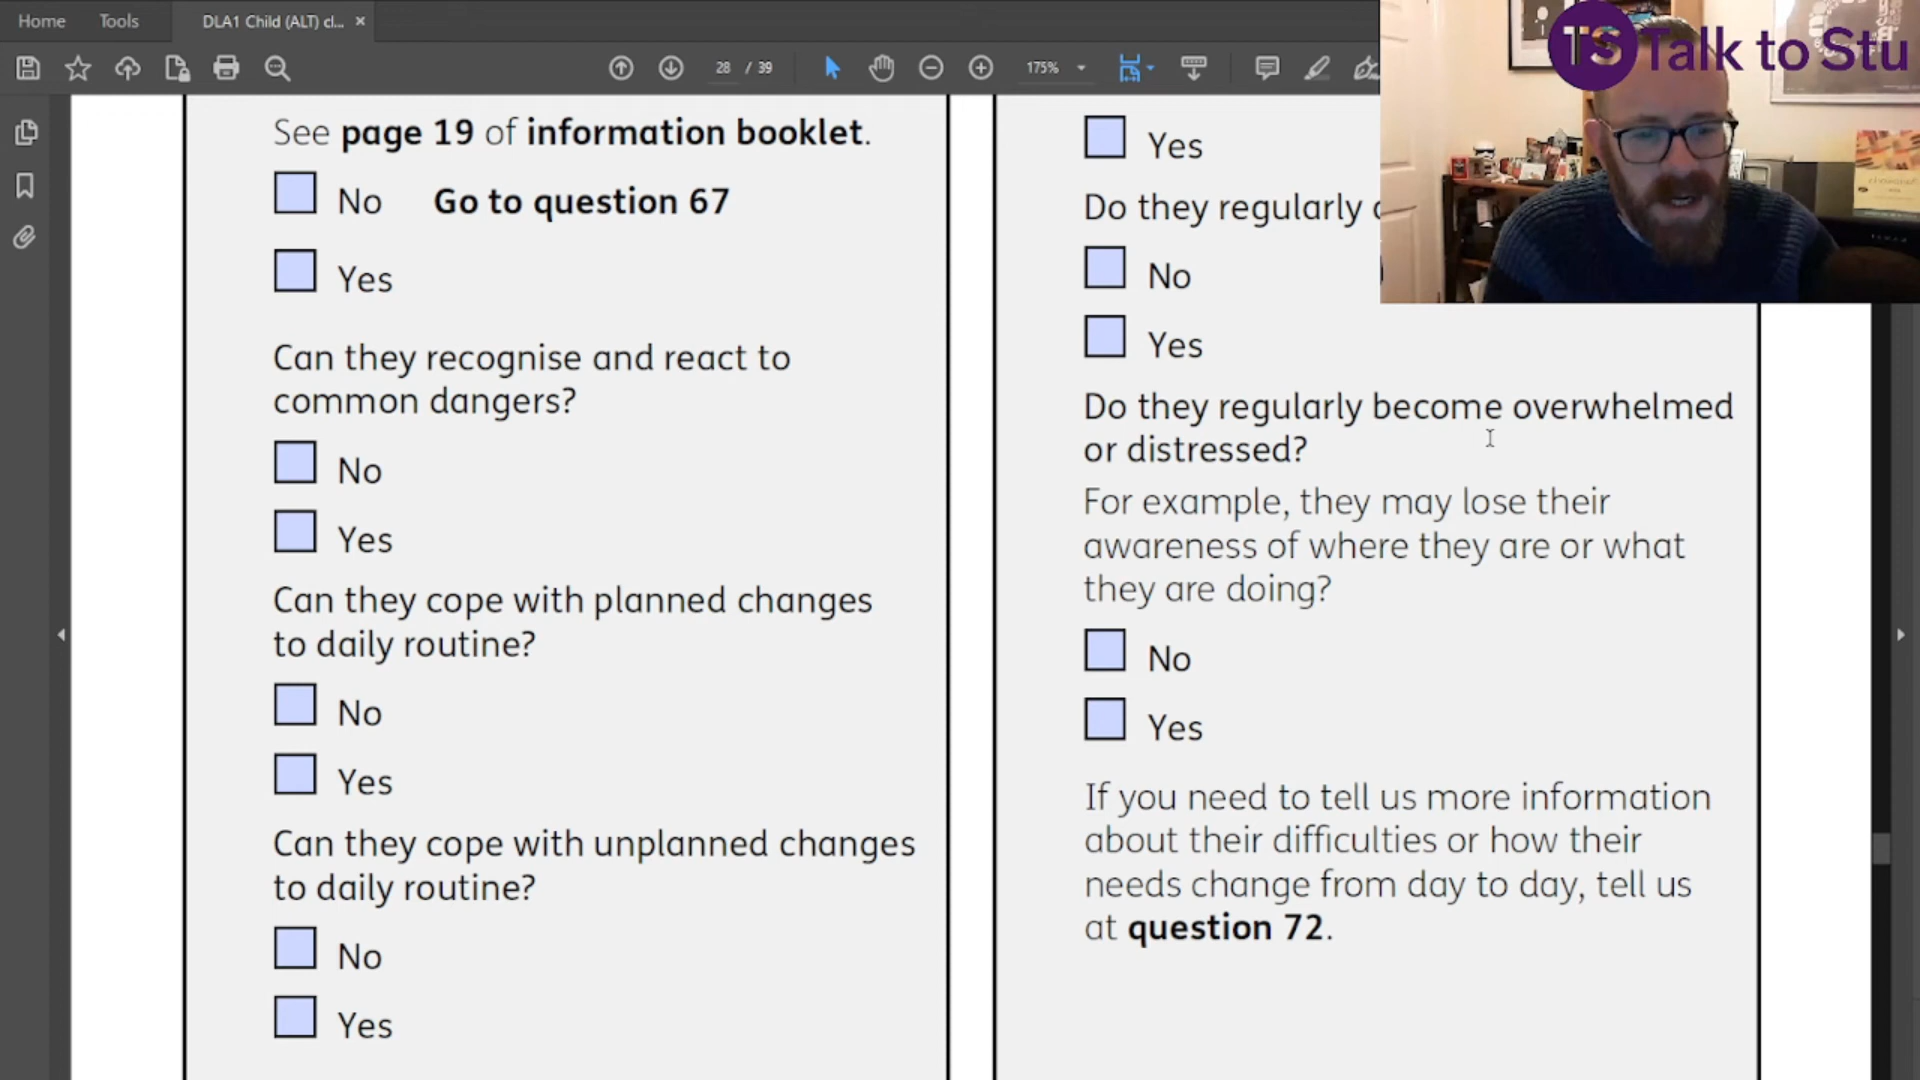 Home
Tools
DLA1 Child (ALT) cl...
28 / 39
175%
TS Talk to Stu
See page 19 of information booklet.
No Go to question 67
Yes
Can they recognise and react to
common dangers?
No
Yes
Can they cope with planned changes
to daily routine?
No
Yes
Can they cope with unplanned changes
to daily routine?
No
Yes
Yes
Do they regularly
No
Yes
Do they regularly become overwhelmed
or distressed?
For example, they may lose their
awareness of where they are or what
they are doing?
No
Yes
If you need to tell us more information
about their difficulties or how their
needs change from day to day, tell us
at question 72.